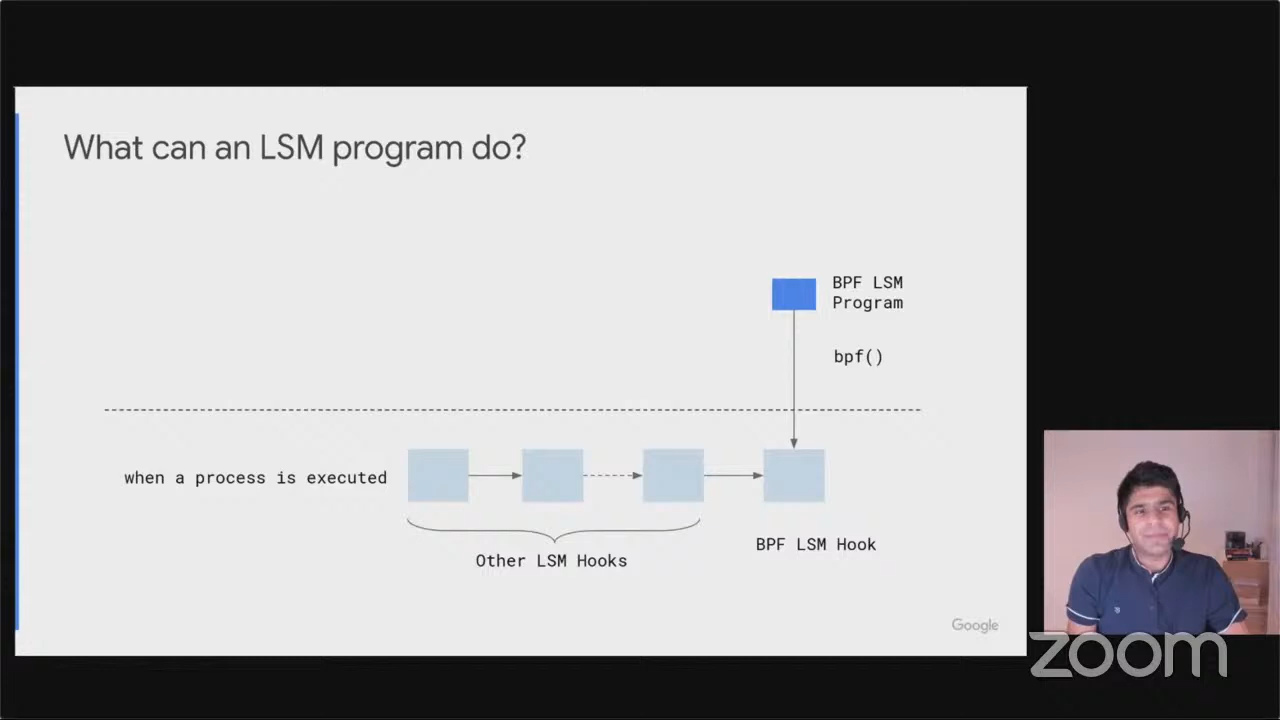 What can an LSM program do?
BPF LSM
Program
bpf()
when a process is executed
Other LSM Hooks
BPF LSM Hook
Google
zoom